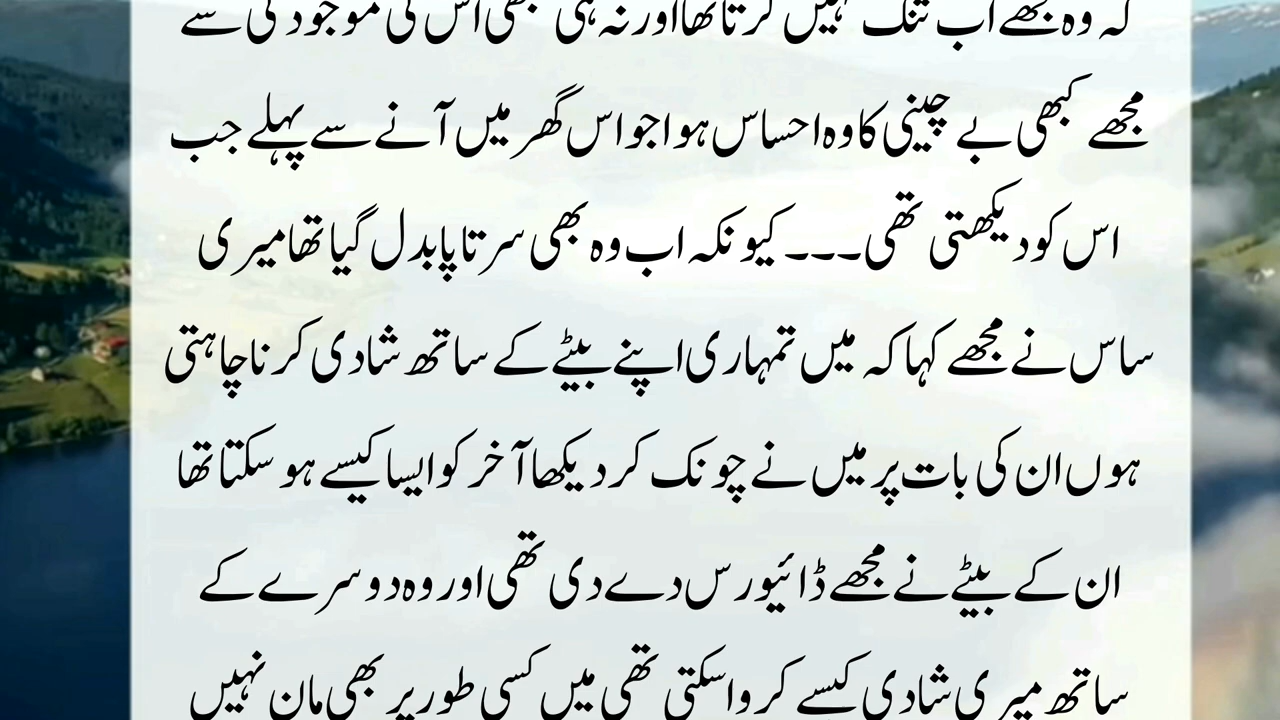 کہ وہ مجھے اب تنگ نہیں کرتا تھا اور نہ ہی کبھی اس کی موجودگی سے
مجھے کبھی بے چینی کا وہ احساس ہوا جو اس گھر میں آنے سے پہلے جب
اس کو دیکھتی تھی ۔۔۔ کیونکہ اب وہ بھی سر تا پا بدل گیا تھا میری
ساس نے مجھے کہا کہ میں تمہاری اپنے بیٹے کے ساتھ شادی کرنا چاہتی
ہوں ان کی بات پر میں نے چونک کر دیکھا آخر کو ایسا کیسے ہو سکتا تھا
ان کے بیٹے نے مجھے ڈائیورس دے دی تھی اور وہ دوسرے کے
ساتھ میری شادی کیسے کروا سکتی تھی میں کسی طور پر بھی مان نہیں